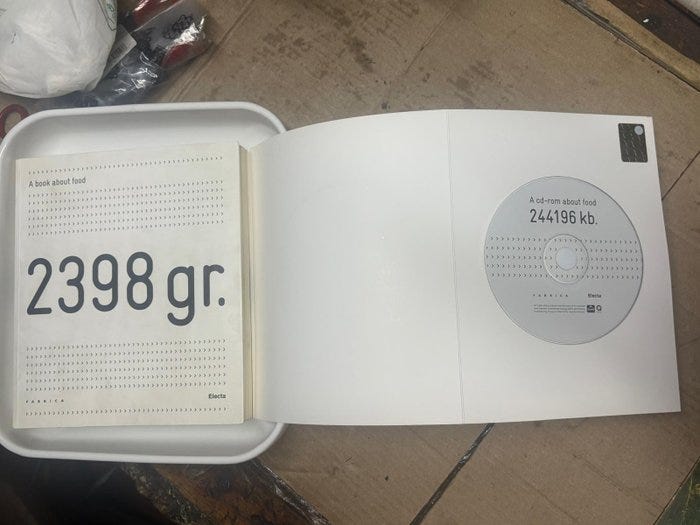 A book about food
2398 gr.
FABRICA
Electa
A cd-rom about food
244196 kb.
FABRICA
Electa